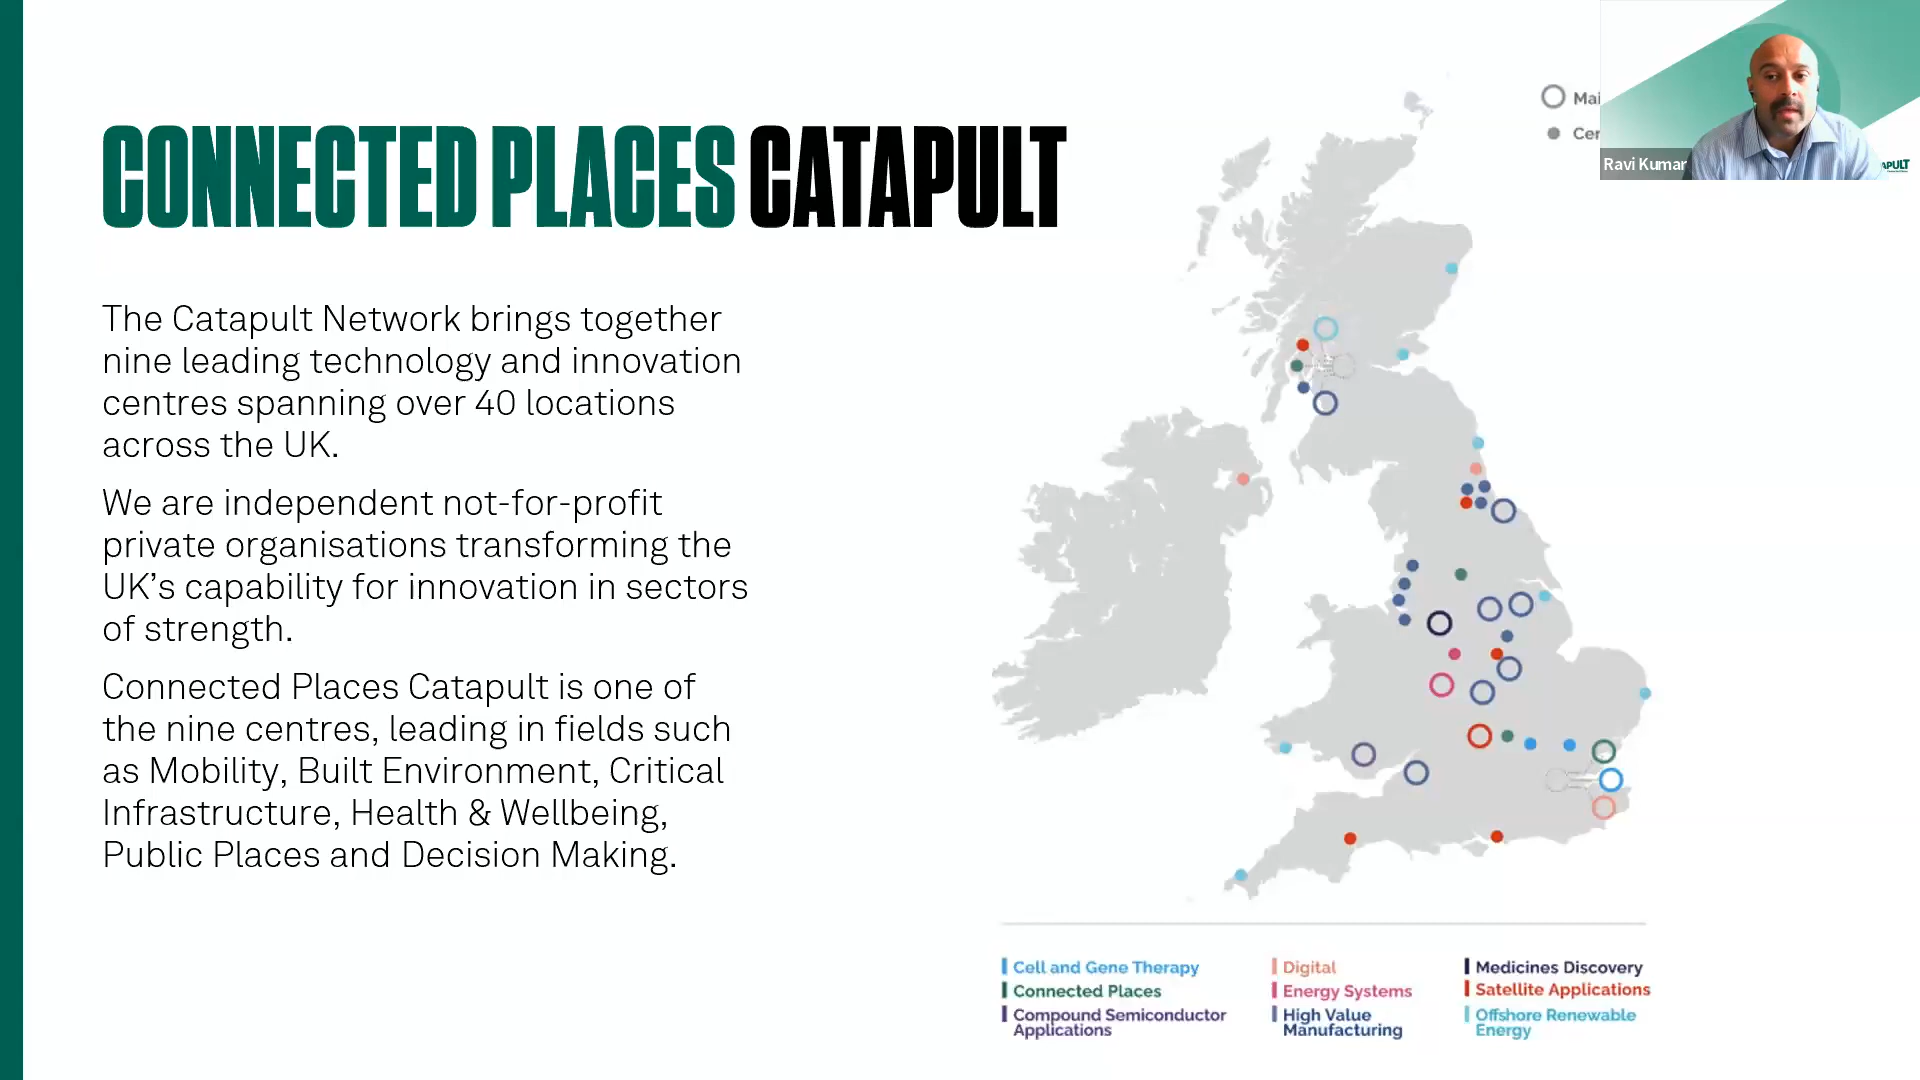 CONNECTED PLACES CATAPULT
The Catapult Network brings together
nine leading technology and innovation
centres spanning over 40 locations
across the UK.
We are independent not-for-profit
private organisations transforming the
UK’s capability for innovation in sectors
of strength.
Connected Places Catapult is one of
the nine centres, leading in fields such
as Mobility, Built Environment, Critical
Infrastructure, Health & Wellbeing,
Public Places and Decision Making.
Mai
Cer
Ravi Kumar
APULT
Cell and Gene Therapy
Connected Places
Compound Semiconductor
Applications
Digital
Energy Systems
High Value
Manufacturing
Medicines Discovery
Satellite Applications
Offshore Renewable
Energy